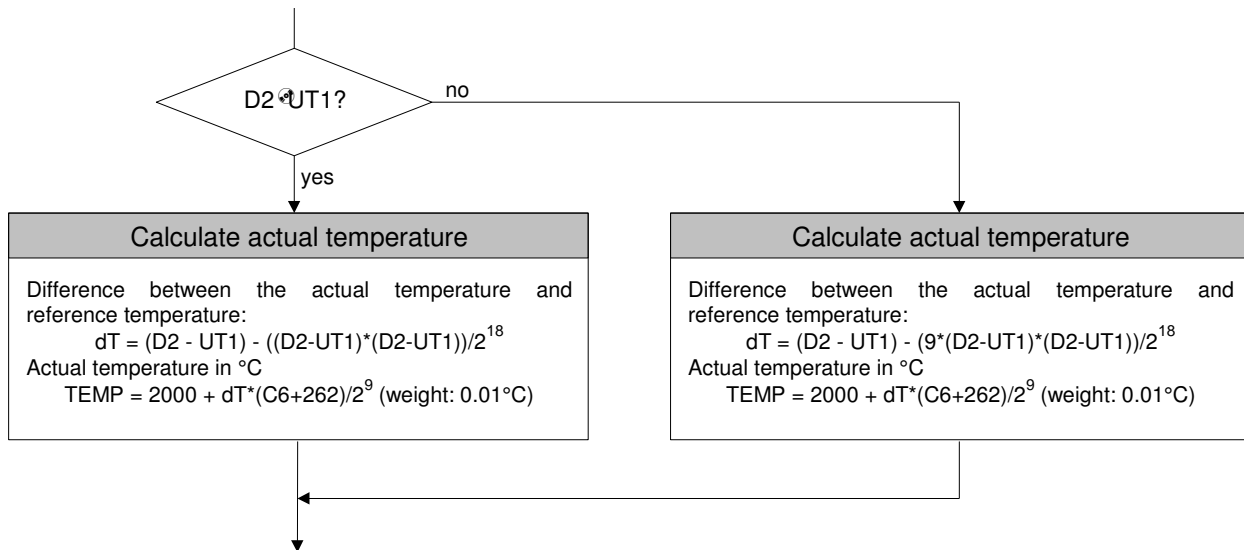 D2 UT1?
no
yes
Calculate actual temperature
Difference between the actual temperature and
reference temperature:
dT = (D2 - UT1) - ((D2-UT1)*(D2-UT1))/2^18
Actual temperature in °C
TEMP = 2000 + dT*(C6+262)/2^9 (weight: 0.01°C)
Calculate actual temperature
Difference between the actual temperature and
reference temperature:
dT = (D2 - UT1) - (9*(D2-UT1)*(D2-UT1))/2^18
Actual temperature in °C
TEMP = 2000 + dT*(C6+262)/2^9 (weight: 0.01°C)